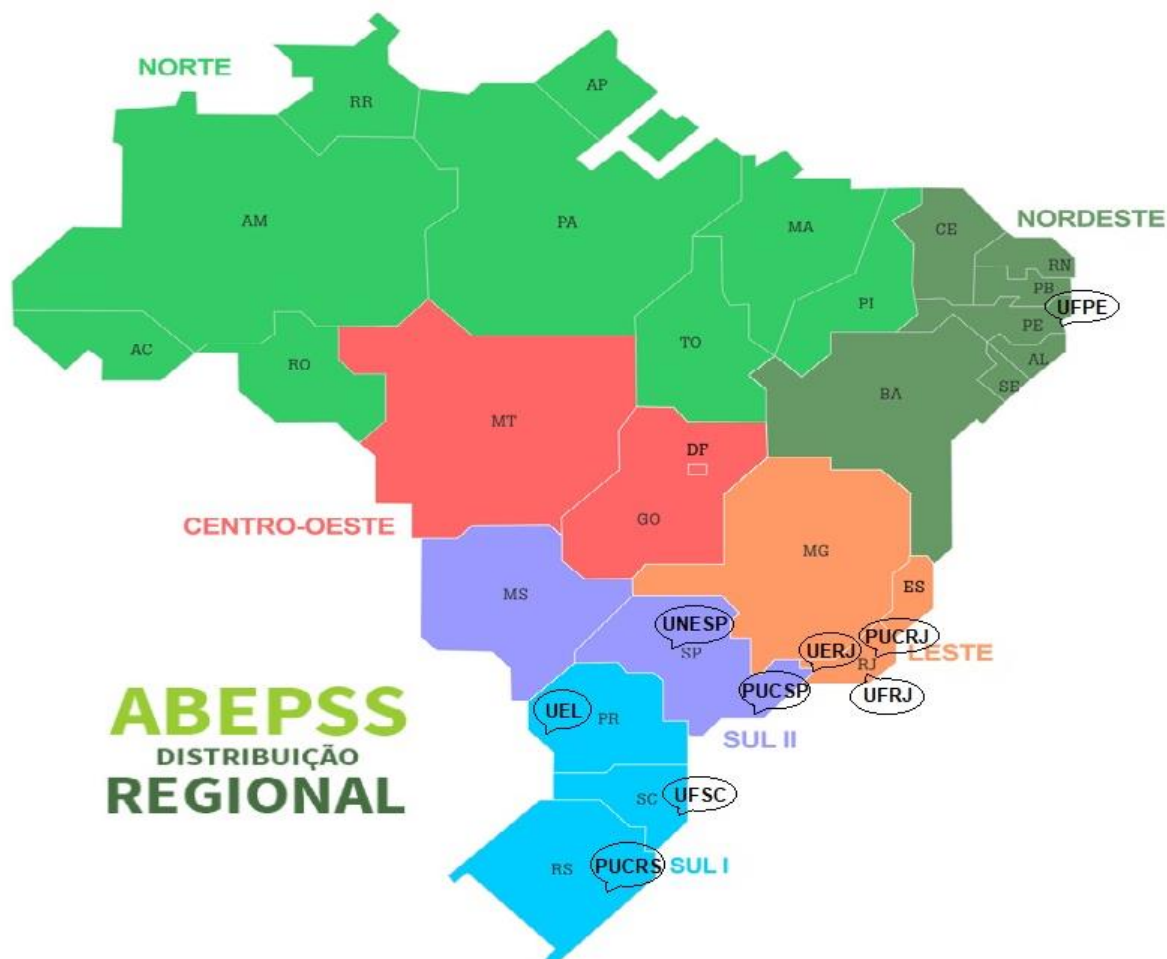 NORTE
RR
AP
AM
PA
MA
CE
NORDESTE
RN
PB
UFPE
PI
PE
AC
RO
TO
AL
SE
BA
MT
DF
CENTRO-OESTE
GO
MG
MS
ES
UNESP
SP
UERJ
PUCRJ
LESTE
RJ
PUCSP
UFRJ
UEL
PR
SUL II
ABEPSS
DISTRIBUIÇÃO
REGIONAL
SC
UFSC
RS
PUCRS
SUL I